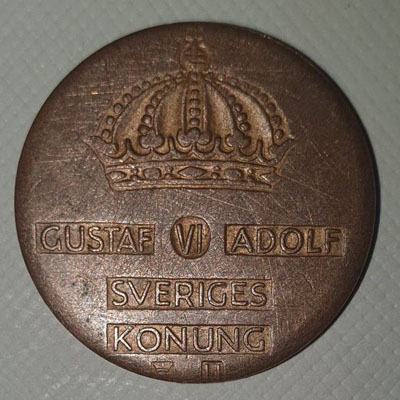 GUSTAF VI ADOLF
SVERIGES
KONUNG